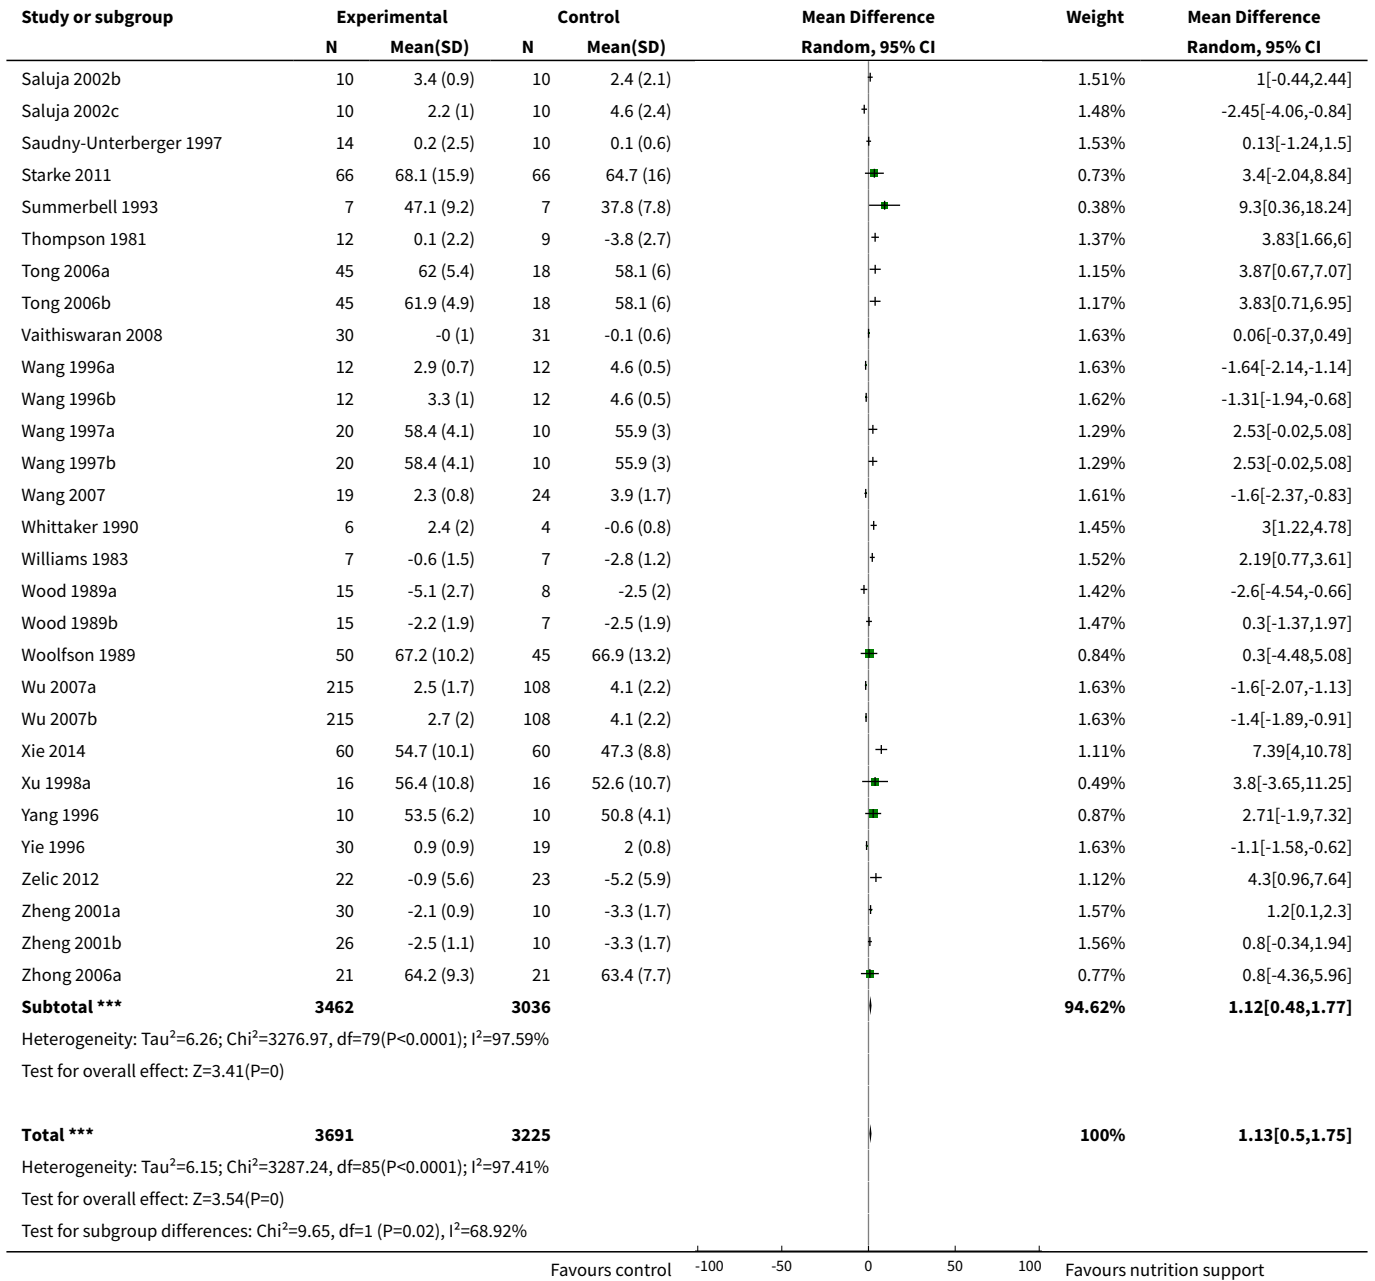 Study or subgroup Experimental Control Mean Difference Weight Mean Difference
N Mean(SD) N Mean(SD) Random, 95% CI Random, 95% CI
Saluja 2002b 10 3.4 (0.9) 10 2.4 (2.1) 1.51% 1[-0.44,2.44]
Saluja 2002c 10 2.2 (1) 10 4.6 (2.4) 1.48% -2.45[-4.06,-0.84]
Saudny-Unterberger 1997 14 0.2 (2.5) 10 0.1 (0.6) 1.53% 0.13[-1.24,1.5]
Starke 2011 66 68.1 (15.9) 66 64.7 (16) 0.73% 3.4[-2.04,8.84]
Summerbell 1993 7 47.1 (9.2) 7 37.8 (7.8) 0.38% 9.3[0.36,18.24]
Thompson 1981 12 0.1 (2.2) 9 -3.8 (2.7) 1.37% 3.83[1.66,6]
Tong 2006a 45 62 (5.4) 18 58.1 (6) 1.15% 3.87[0.67,7.07]
Tong 2006b 45 61.9 (4.9) 18 58.1 (6) 1.17% 3.83[0.71,6.95]
Vaithiswaran 2008 30 -0 (1) 31 -0.1 (0.6) 1.63% 0.06[-0.37,0.49]
Wang 1996a 12 2.9 (0.7) 12 4.6 (0.5) 1.63% -1.64[-2.14,-1.14]
Wang 1996b 12 3.3 (1) 12 4.6 (0.5) 1.62% -1.31[-1.94,-0.68]
Wang 1997a 20 58.4 (4.1) 10 55.9 (3) 1.29% 2.53[-0.02,5.08]
Wang 1997b 20 58.4 (4.1) 10 55.9 (3) 1.29% 2.53[-0.02,5.08]
Wang 2007 19 2.3 (0.8) 24 3.9 (1.7) 1.61% -1.6[-2.37,-0.83]
Whittaker 1990 6 2.4 (2) 4 -0.6 (0.8) 1.45% 3[1.22,4.78]
Williams 1983 7 -0.6 (1.5) 7 -2.8 (1.2) 1.52% 2.19[0.77,3.61]
Wood 1989a 15 -5.1 (2.7) 8 -2.5 (2) 1.42% -2.6[-4.54,-0.66]
Wood 1989b 15 -2.2 (1.9) 7 -2.5 (1.9) 1.47% 0.3[-1.37,1.97]
Woolfson 1989 50 67.2 (10.2) 45 66.9 (13.2) 0.84% 0.3[-4.48,5.08]
Wu 2007a 215 2.5 (1.7) 108 4.1 (2.2) 1.63% -1.6[-2.07,-1.13]
Wu 2007b 215 2.7 (2) 108 4.1 (2.2) 1.63% -1.4[-1.89,-0.91]
Xie 2014 60 54.7 (10.1) 60 47.3 (8.8) 1.11% 7.39[4,10.78]
Xu 1998a 16 56.4 (10.8) 16 52.6 (10.7) 0.49% 3.8[-3.65,11.25]
Yang 1996 10 53.5 (6.2) 10 50.8 (4.1) 0.87% 2.71[-1.9,7.32]
Yie 1996 30 0.9 (0.9) 19 2 (0.8) 1.63% -1.1[-1.58,-0.62]
Zelic 2012 22 -0.9 (5.6) 23 -5.2 (5.9) 1.12% 4.3[0.96,7.64]
Zheng 2001a 30 -2.1 (0.9) 10 -3.3 (1.7) 1.57% 1.2[0.1,2.3]
Zheng 2001b 26 -2.5 (1.1) 10 -3.3 (1.7) 1.56% 0.8[-0.34,1.94]
Zhong 2006a 21 64.2 (9.3) 21 63.4 (7.7) 0.77% 0.8[-4.36,5.96]
Subtotal *** 3462 3036 94.62% 1.12[0.48,1.77]
Heterogeneity: Tau²=6.26; Chi²=3276.97, df=79(P<0.0001); I²=97.59%
Test for overall effect: Z=3.41(P=0)
Total *** 3691 3225 100% 1.13[0.5,1.75]
Heterogeneity: Tau²=6.15; Chi²=3287.24, df=85(P<0.0001); I²=97.41%
Test for overall effect: Z=3.54(P=0)
Test for subgroup differences: Chi²=9.65, df=1 (P=0.02), I²=68.92%
Favours control -100 -50 0 50 100 Favours nutrition support